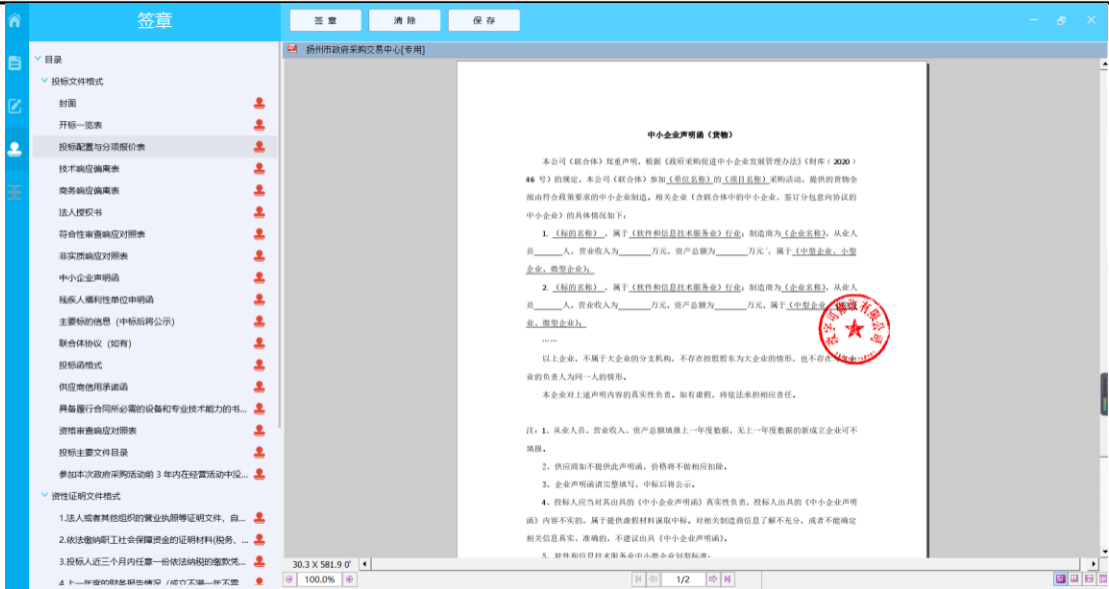 签章
签 章
清 除
保 存
目录
投标文件格式
封面
开标一览表
投标配置与分项报价表
技术响应偏离表
商务响应偏离表
法人授权书
符合性审查响应对照表
非实质响应对照表
中小企业声明函
残疾人福利性单位申明函
主要标的信息（中标后将公示）
联合体协议（如有）
投标函格式
供应商信用承诺函
具备履行合同所必需的设备和专业技术能力的书...
资格审查响应对照表
投标主要文件目录
参加本次政府采购活动前 3 年内在经营活动中没...
资性证明文件格式
1.法人或者其他组织的营业执照等证明文件，自...
2.依法缴纳职工社会保障资金的证明材料(税务、...
3.投标人近三个月内任意一份依法纳税的缴款凭...
4.上一年度的财务报告情况（成立不满一年不需
扬州市政府采购交易中心[专用]
中小企业声明函（货物）
本公司（联合体）郑重声明，根据《政府采购促进中小企业发展管理办法》（财库﹝2020﹞
46 号）的规定，本公司（联合体）参加（单位名称）的（项目名称）采购活动，提供的货物全
部由符合政策要求的中小企业制造。相关企业（含联合体中的中小企业、签订分包意向协议的
中小企业）的具体情况如下：
1. （标的名称），属于（软件和信息技术服务业）行业；制造商为（企业名称），从业人
员______人，营业收入为______万元，资产总额为______万元¹，属于（中型企业、小型
企业、微型企业）；
2. （标的名称），属于（软件和信息技术服务业）行业；制造商为（企业名称），从业人
员______人，营业收入为______万元，资产总额为______万元，属于（中型企业、
业、微型企业）；
……
以上企业，不属于大企业的分支机构，不存在控股股东为大企业的情形，也不存在
业的负责人为同一人的情形。
本企业对上述声明内容的真实性负责。如有虚假，将依法承担相应责任。
注：1、从业人员、营业收入、资产总额填报上一年度数据，无上一年度数据的新成立企业可不
填报。
2、供应商如不提供此声明函，价格将不做相应扣除。
3、企业声明函请完整填写，中标后将公示。
4、投标人应当对其出具的《中小企业声明函》真实性负责，投标人出具的《中小企业声明
函》内容不实的，属于提供虚假材料谋取中标。对相关制造商信息了解不充分，或者不能确定
相关信息真实、准确的，不建议出具《中小企业声明函》。
5、软件和信息技术服务业中小微企业划型标准：
30.3 X 581.9 0'
100.0%
1/2